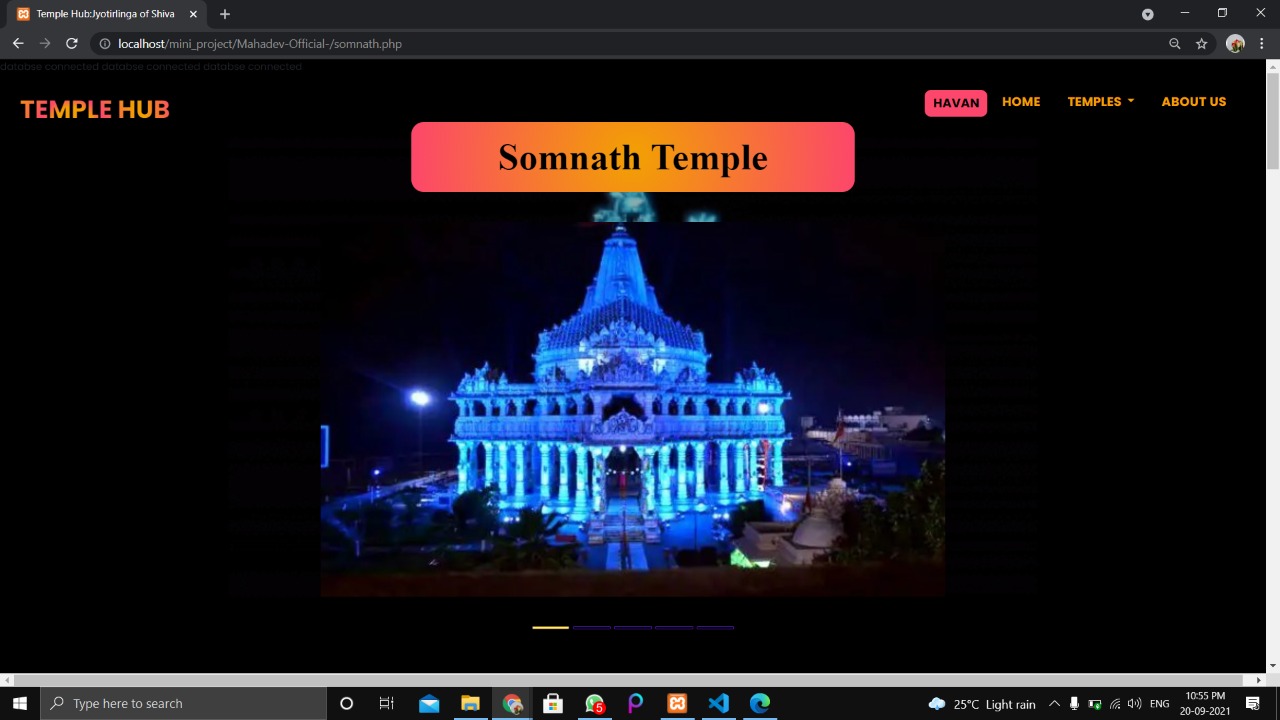 Temple Hub:Jyotirlinga of Shiva
localhost/mini_project/Mahadev-Official-/somnath.php
databse connected databse connected databse connected
TEMPLE HUB
HAVAN HOME TEMPLES ABOUT US
Somnath Temple
Type here to search
5
25°C Light rain
ENG
10:55 PM
20-09-2021